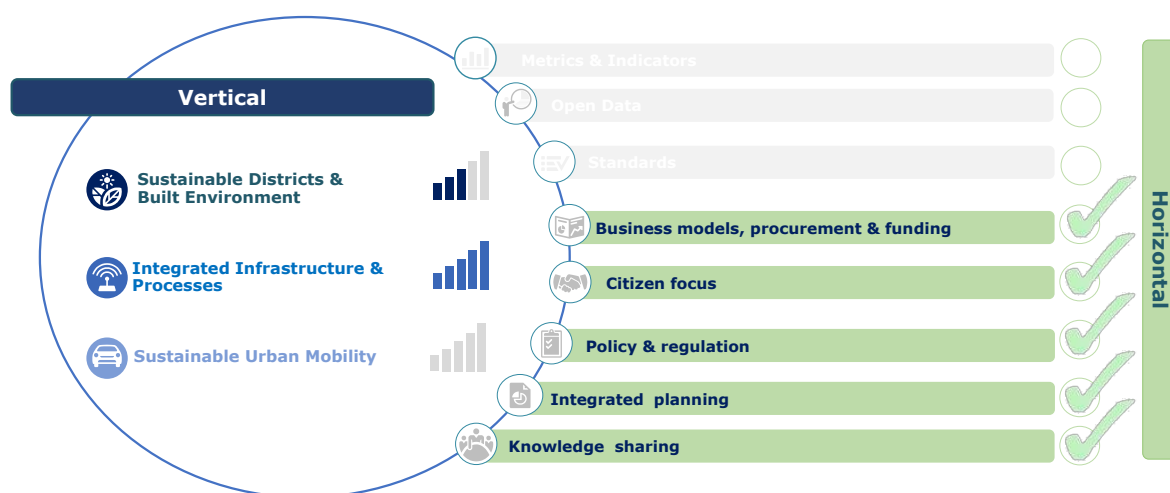 Vertical
Sustainable Districts &
Built Environment
Integrated Infrastructure &
Processes
Sustainable Urban Mobility
Metrics & Indicators
Open Data
Standards
Business models, procurement & funding
Citizen focus
Policy & regulation
Integrated planning
Knowledge sharing
Horizontal